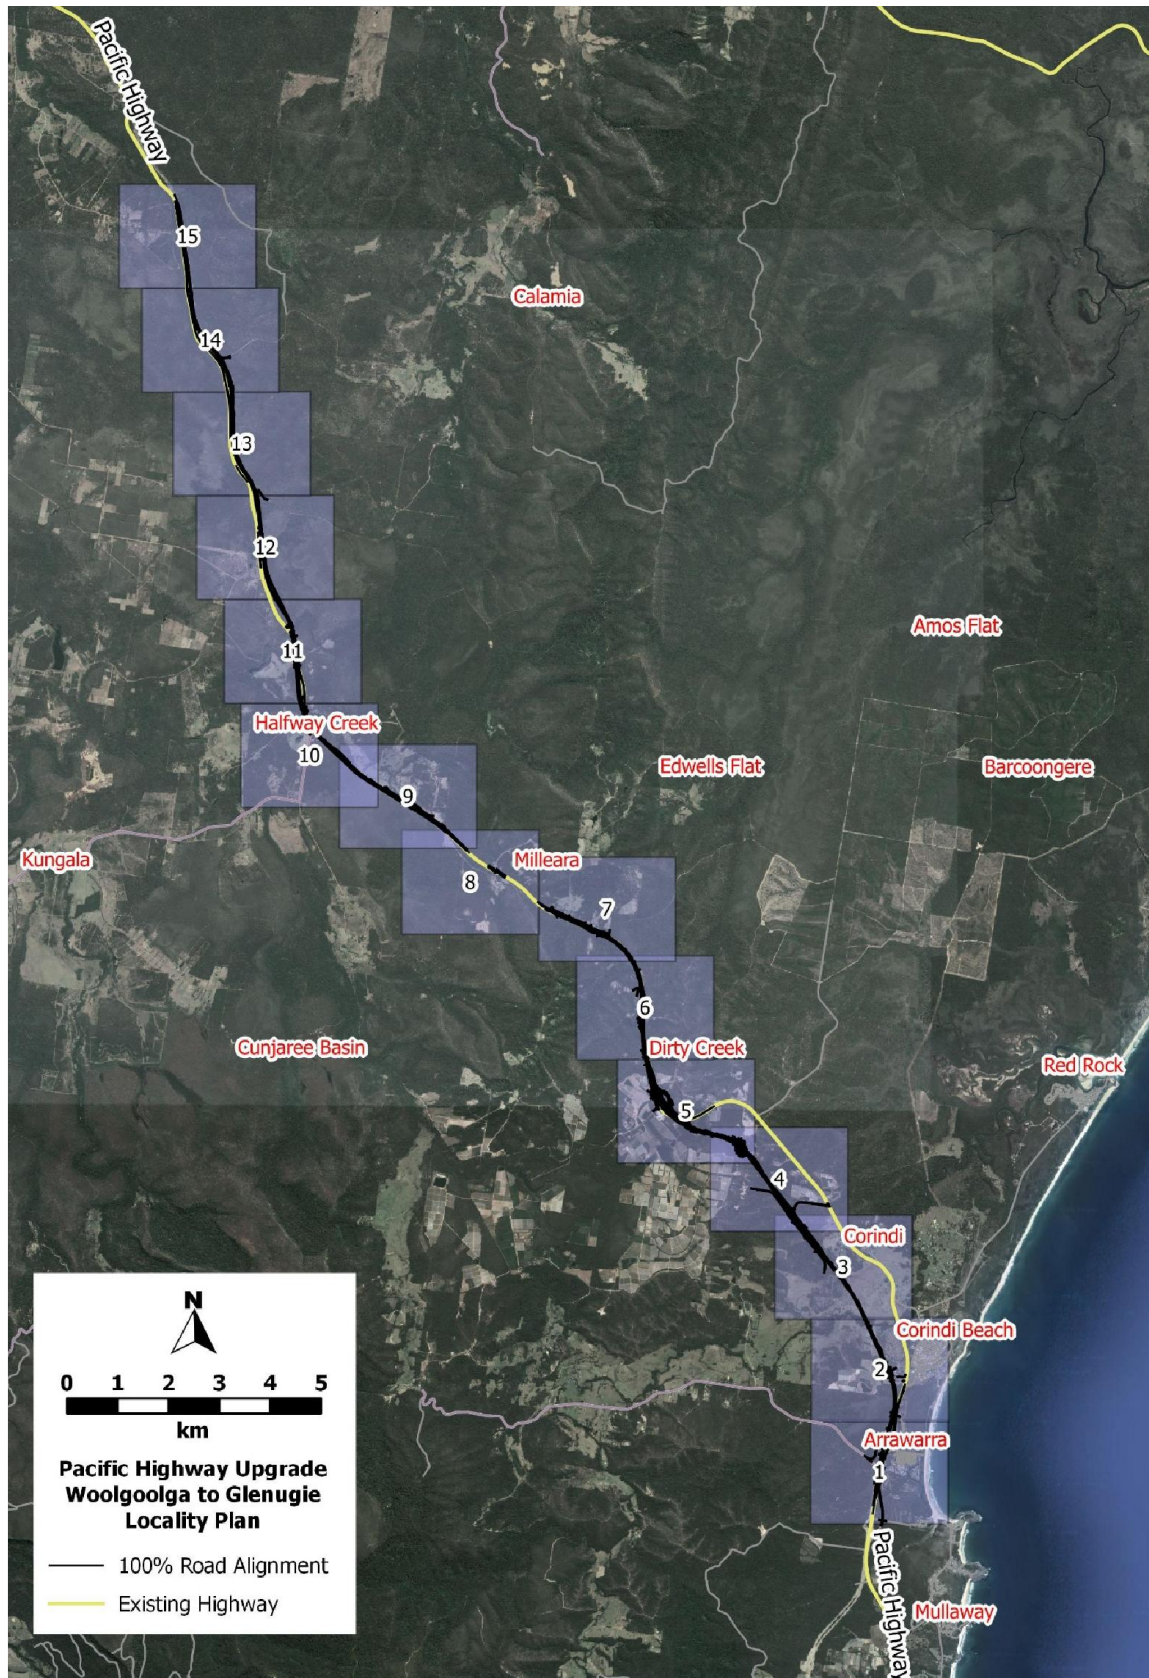 Pacific Highway
15
Calamia
14
13
12
Amos Flat
11
Halfway Creek
10
Edwells Flat
Barcoongere
9
Kungala
Milleara
8
7
6
Cunjaree Basin
Dirty Creek
Red Rock
5
4
Corindi
3
Corindi Beach
2
Arrawarra
1
Pacific Highway
Mullaway
N
0 1 2 3 4 5
km
Pacific Highway Upgrade
Woolgoolga to Glenugie
Locality Plan
100% Road Alignment
Existing Highway